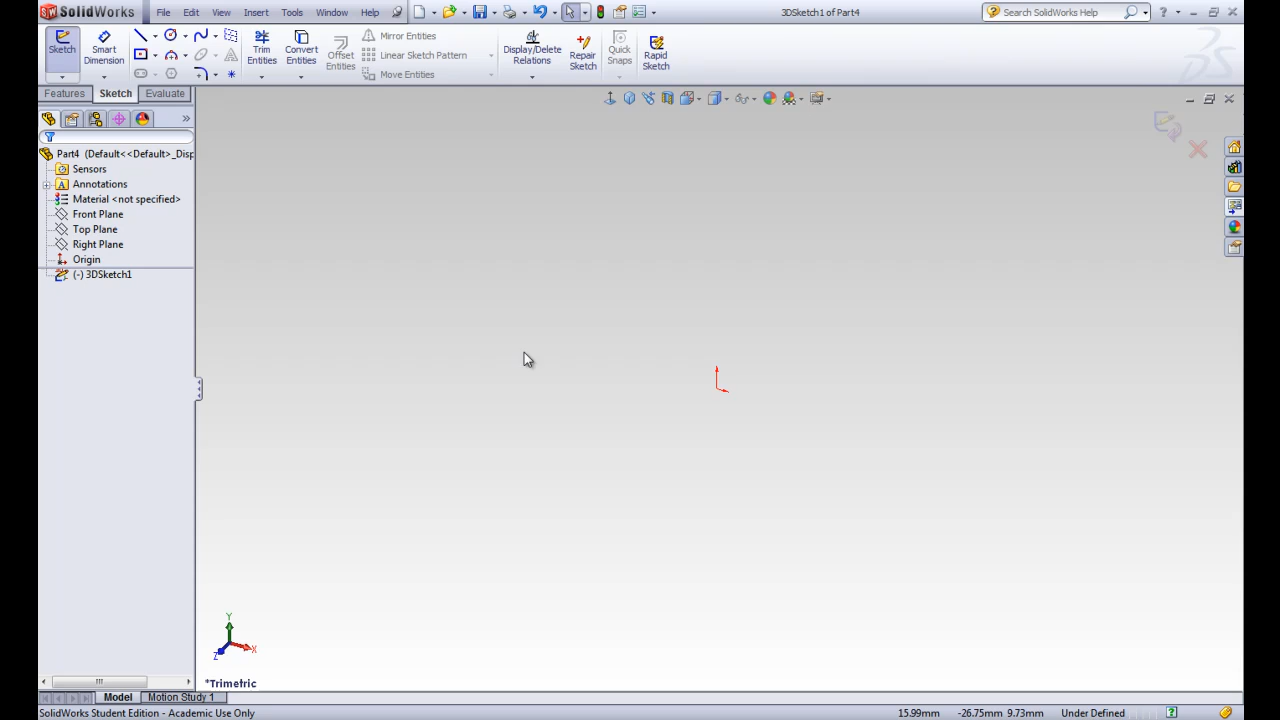 SW SolidWorks File Edit View Insert Tools Window Help 3DSketch1 of Part4 Search SolidWorks Help
Sketch Smart Dimension Trim Entities Convert Entities Offset Entities Mirror Entities Linear Sketch Pattern Move Entities Display/Delete Relations Repair Sketch Quick Snaps Rapid Sketch
Features Sketch Evaluate
Part4 (Default<<Default>_Disp
Sensors
Annotations
Material <not specified>
Front Plane
Top Plane
Right Plane
Origin
(-) 3DSketch1
Y
X
Z
*Trimetric
Model Motion Study 1
SolidWorks Student Edition - Academic Use Only 15.99mm -26.75mm 9.73mm Under Defined